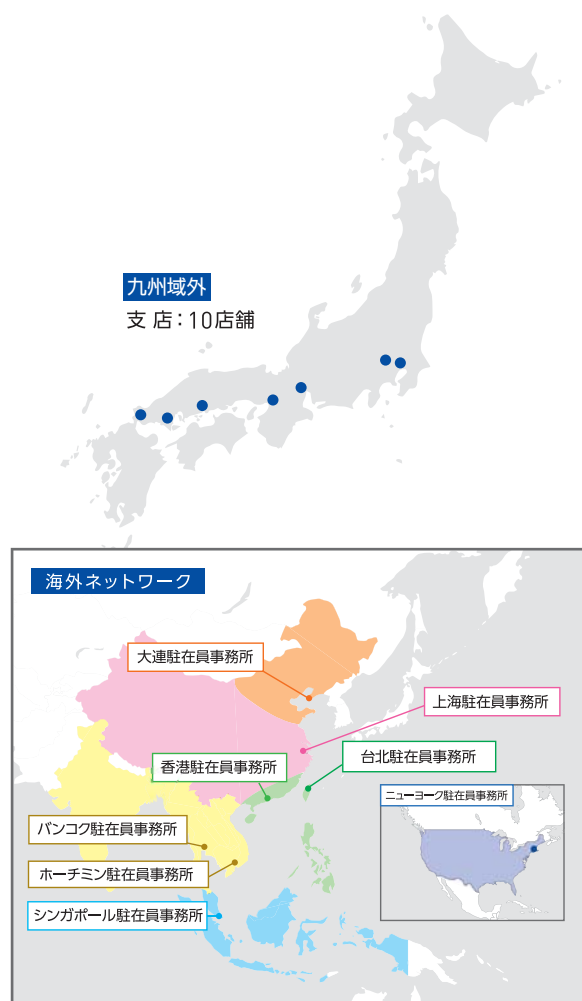 九州域外
支店：10店舗
海外ネットワーク
大連駐在員事務所
上海駐在員事務所
台北駐在員事務所
香港駐在員事務所
ニューヨーク駐在員事務所
バンコク駐在員事務所
ホーチミン駐在員事務所
シンガポール駐在員事務所